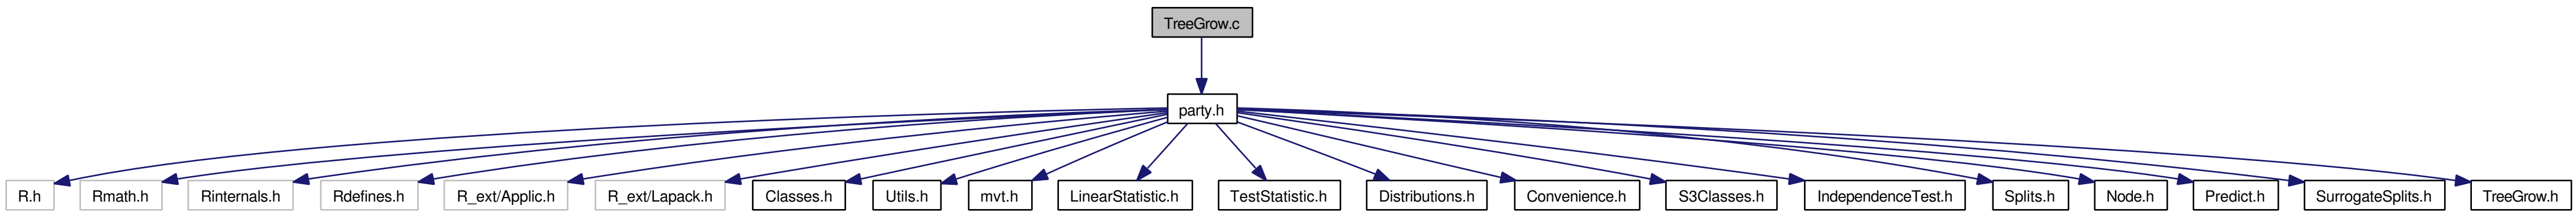 TreeGrow.c
party.h
R.h
Rmath.h
Rinternals.h
Rdefines.h
R_ext/Applic.h
R_ext/Lapack.h
Classes.h
Utils.h
mvt.h
LinearStatistic.h
TestStatistic.h
Distributions.h
Convenience.h
S3Classes.h
IndependenceTest.h
Splits.h
Node.h
Predict.h
SurrogateSplits.h
TreeGrow.h